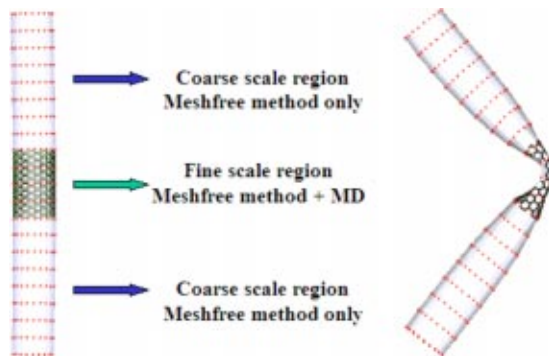 Coarse scale region
Meshfree method only
Fine scale region
Meshfree method + MD
Coarse scale region
Meshfree method only